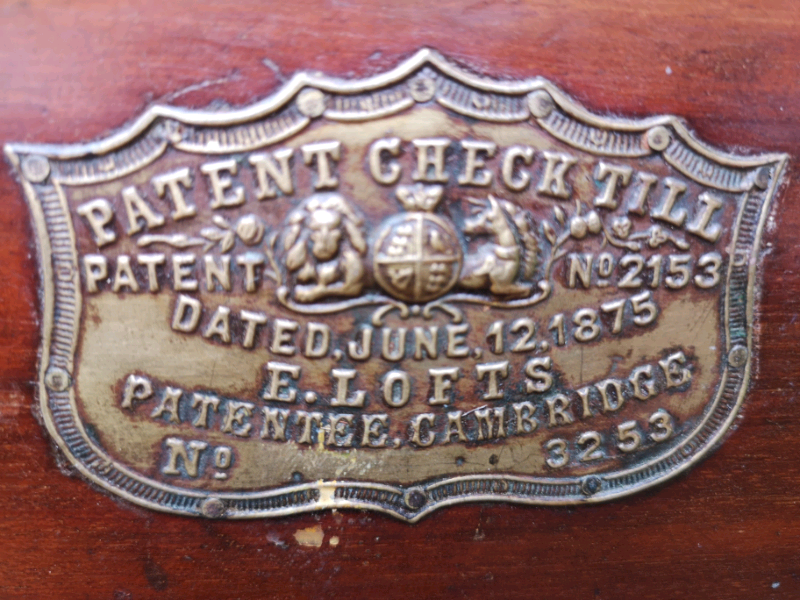 PATENT CHECK TILL
PATENT Nº 2153
DATED, JUNE, 12, 1875
E. LOFTS
PATENTEE, CAMBRIDGE
Nº 3253